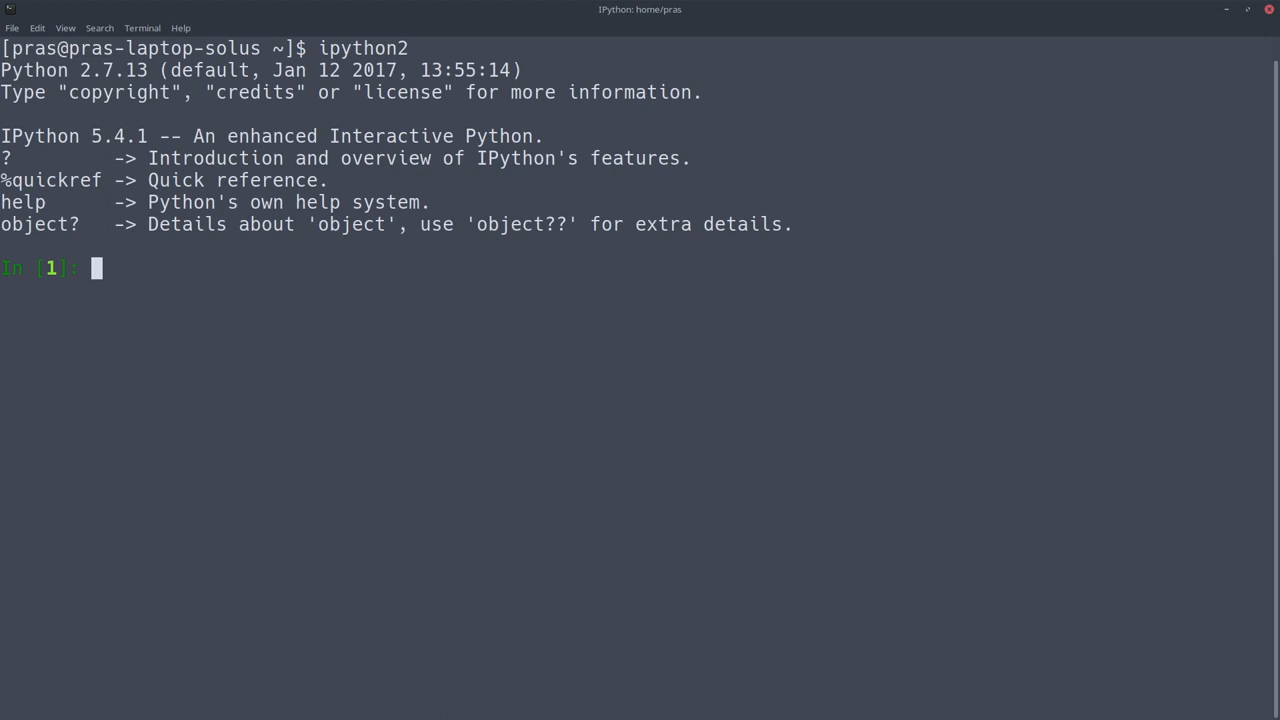 IPython: home/pras
File Edit View Search Terminal Help
[pras@pras-laptop-solus ~]$ ipython2
Python 2.7.13 (default, Jan 12 2017, 13:55:14)
Type "copyright", "credits" or "license" for more information.
IPython 5.4.1 -- An enhanced Interactive Python.
?         -> Introduction and overview of IPython's features.
%quickref -> Quick reference.
help      -> Python's own help system.
object?   -> Details about 'object', use 'object??' for extra details.
In [1]: